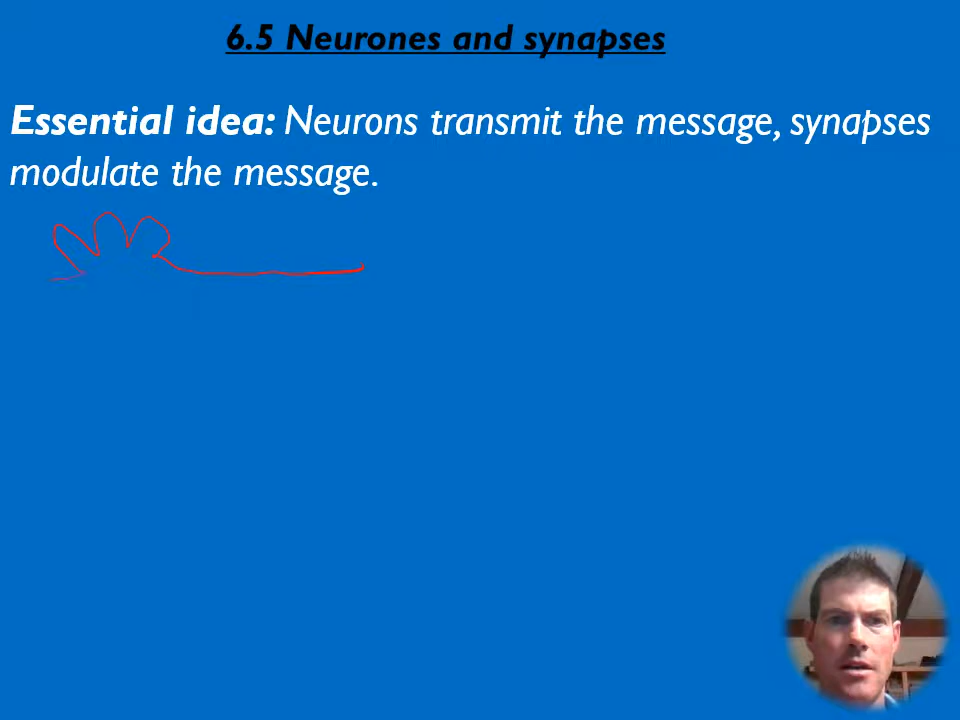 6.5 Neurones and synapses
Essential idea: Neurons transmit the message, synapses
modulate the message.